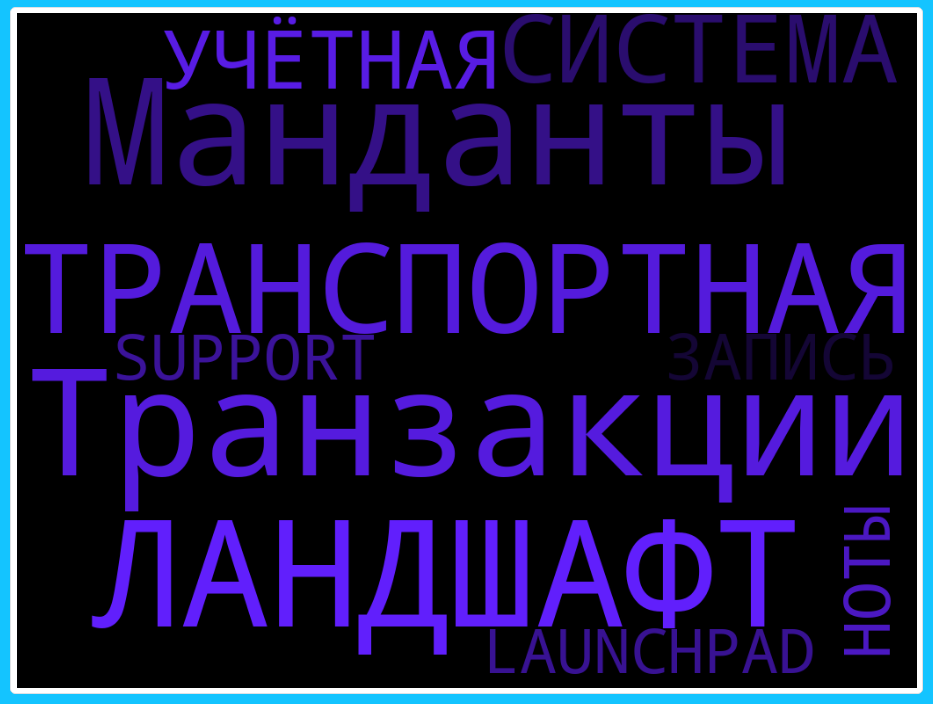 УЧЁТНАЯ СИСТЕМА
Манданты
ТРАНСПОРТНАЯ
SUPPORT ЗАПИСЬ
Транзакции
ЛАНДШАФТ
НОТЫ
LAUNCHPAD